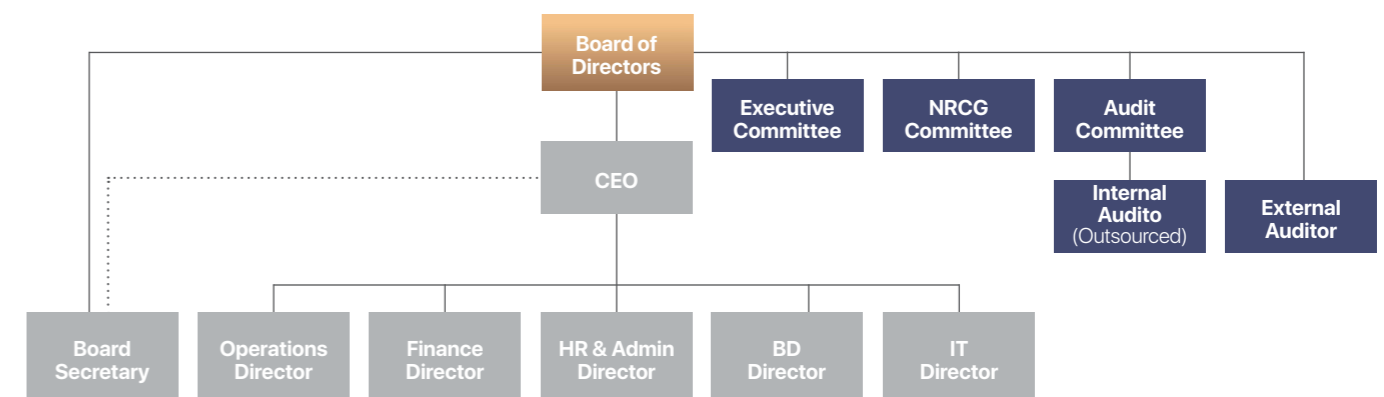 Board of
Directors
Executive
Committee
NRCG
Committee
Audit
Committee
CEO
Internal
Audito
(Outsourced)
External
Auditor
Board
Secretary
Operations
Director
Finance
Director
HR & Admin
Director
BD
Director
IT
Director